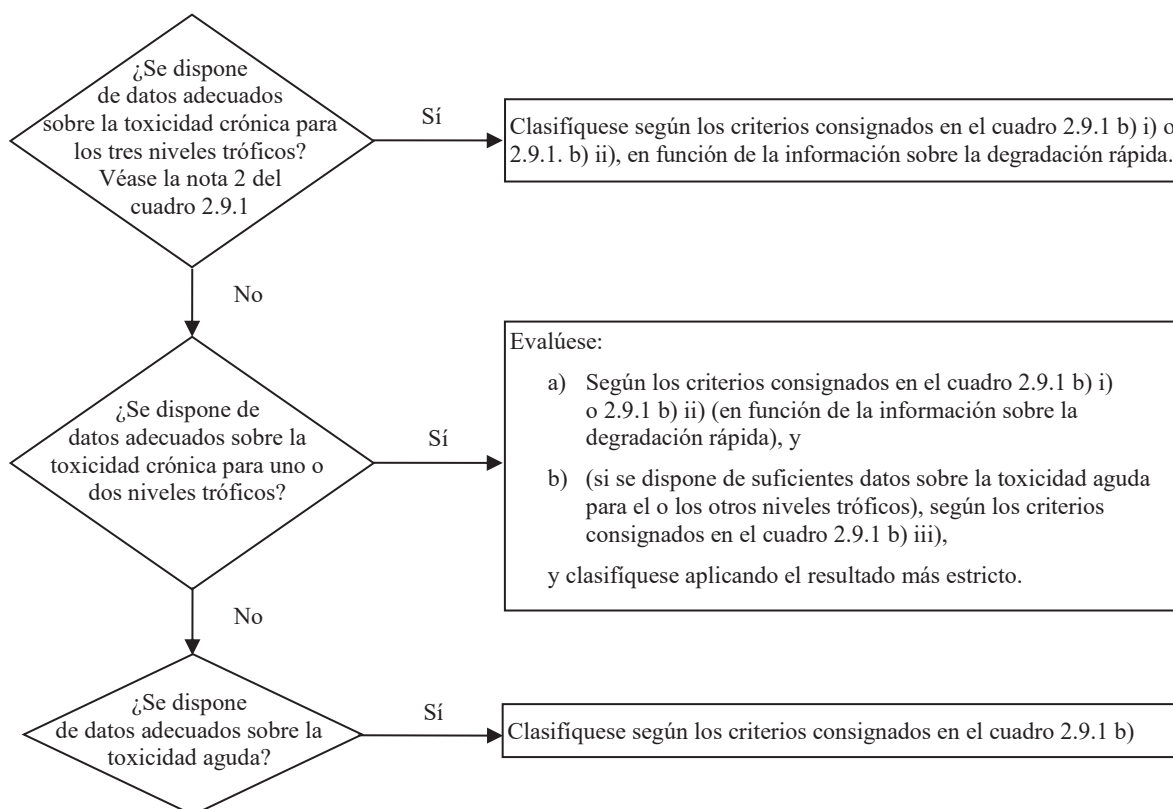 ¿Se dispone
de datos adecuados
sobre la toxicidad crónica para
los tres niveles tróficos?
Véase la nota 2 del
cuadro 2.9.1
Sí
Clasifíquese según los criterios consignados en el cuadro 2.9.1 b) i) o
2.9.1. b) ii), en función de la información sobre la degradación rápida.
No
¿Se dispone de
datos adecuados sobre la
toxicidad crónica para uno o
dos niveles tróficos?
Sí
Evalúese:
a) Según los criterios consignados en el cuadro 2.9.1 b) i)
o 2.9.1 b) ii) (en función de la información sobre la
degradación rápida), y
b) (si se dispone de suficientes datos sobre la toxicidad aguda
para el o los otros niveles tróficos), según los criterios
consignados en el cuadro 2.9.1 b) iii),
y clasifíquese aplicando el resultado más estricto.
No
¿Se dispone
de datos adecuados sobre la
toxicidad aguda?
Sí
Clasifíquese según los criterios consignados en el cuadro 2.9.1 b)